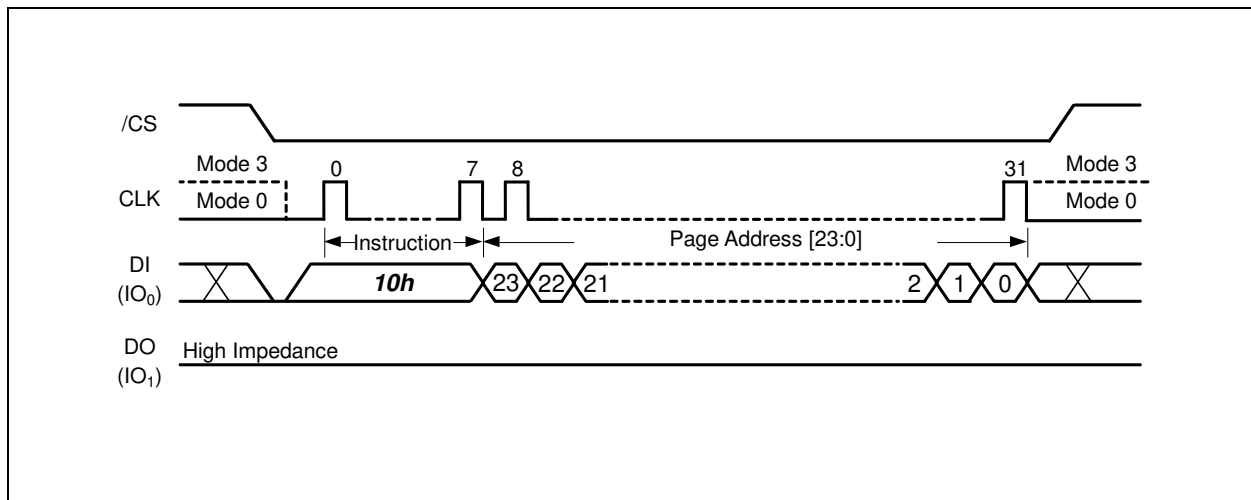 /CS
Mode 3 0 7 8 31 Mode 3
CLK Mode 0 Mode 0
Instruction Page Address [23:0]
DI
(IO₀) 10h 23 22 21 2 1 0
DO High Impedance
(IO₁)